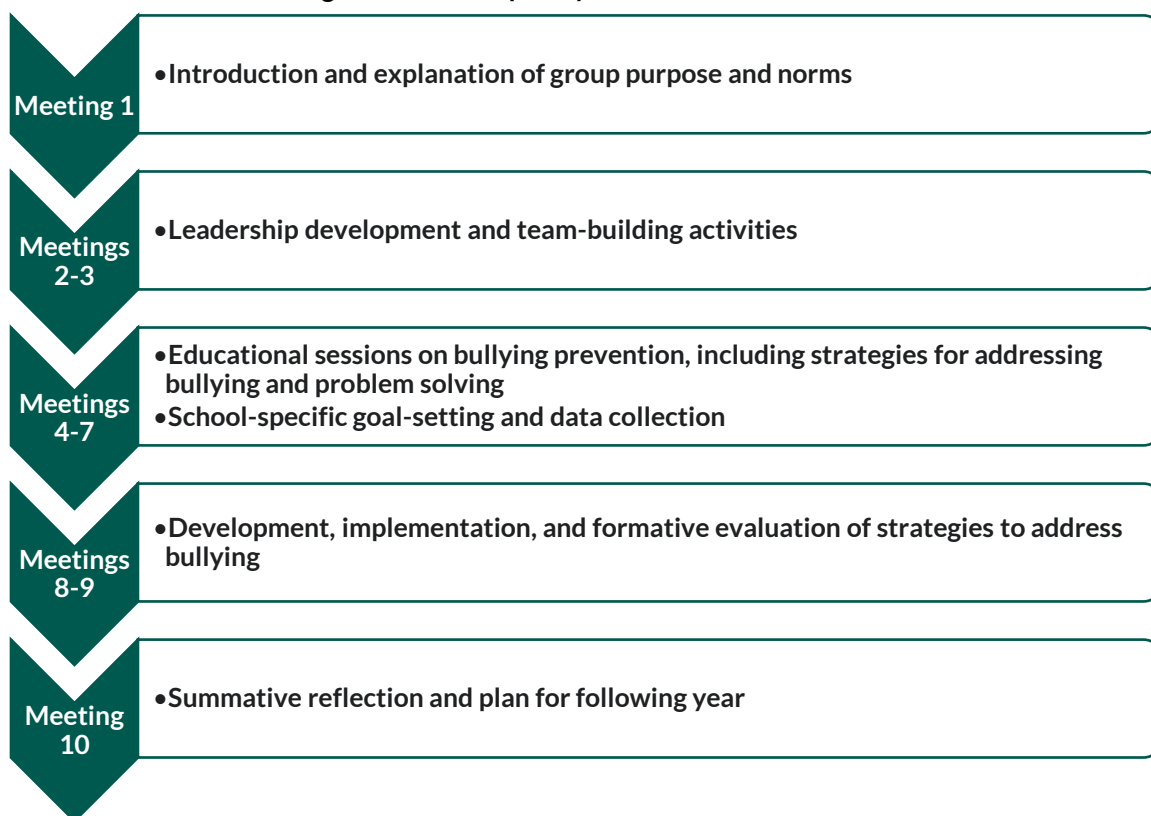 Meeting 1
•Introduction and explanation of group purpose and norms
Meetings
2-3
•Leadership development and team-building activities
Meetings
4-7
•Educational sessions on bullying prevention, including strategies for addressing
bullying and problem solving
•School-specific goal-setting and data collection
Meetings
8-9
•Development, implementation, and formative evaluation of strategies to address
bullying
Meeting
10
•Summative reflection and plan for following year